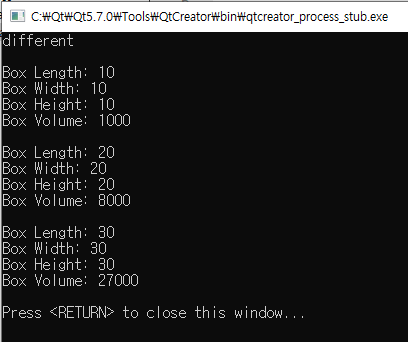 C:₩Qt₩Qt5.7.0₩Tools₩QtCreator₩bin₩qtcreator_process_stub.exe
different
Box Length: 10
Box Width: 10
Box Height: 10
Box Volume: 1000
Box Length: 20
Box Width: 20
Box Height: 20
Box Volume: 8000
Box Length: 30
Box Width: 30
Box Height: 30
Box Volume: 27000
Press <RETURN> to close this window...